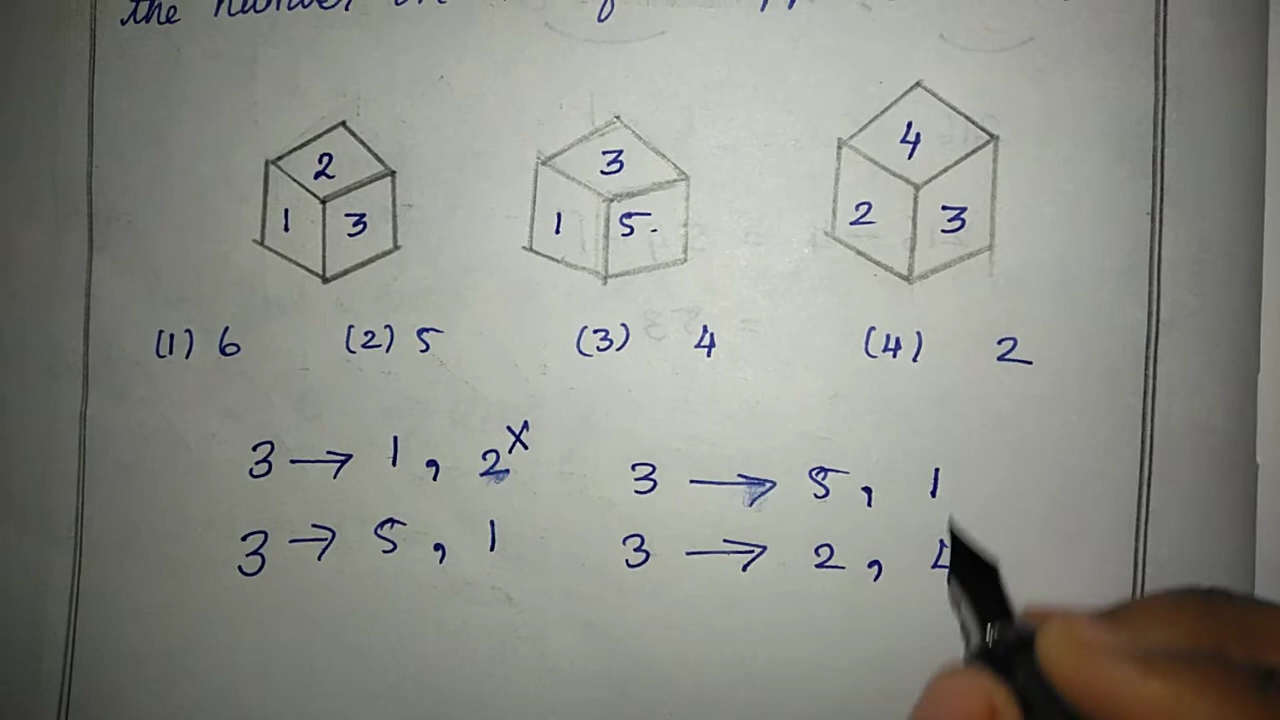 the
2 3 4
1 3 1 5. 2 3
(1) 6 (2) 5 (3) 4 (4) 2
3 → 1, 2^x 3 → 5, 1
3 → 5, 1 3 → 2, 4